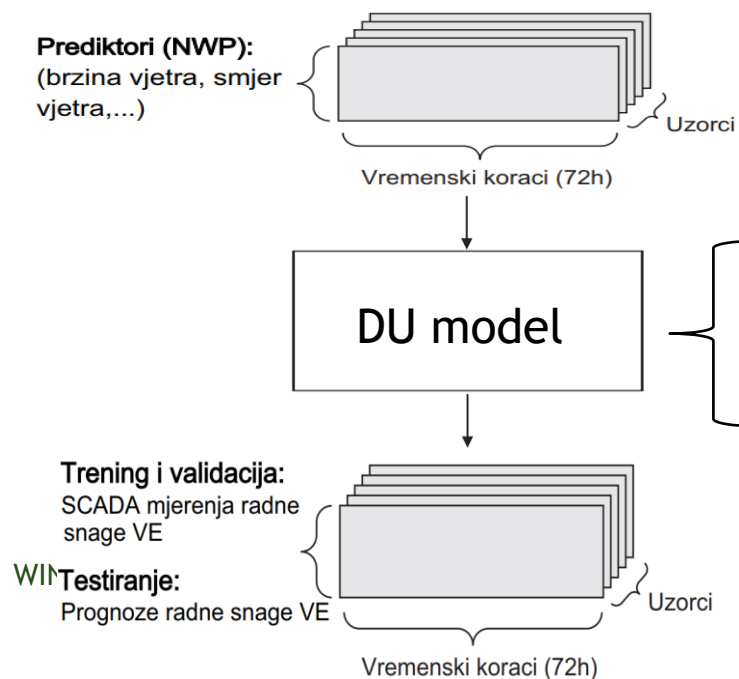 Prediktori (NWP):
(brzina vjetra, smjer
vjetra,...)
Uzorci
Vremenski koraci (72h)
DU model
Trening i validacija:
SCADA mjerenja radne
snage VE
WIN
Testiranje:
Prognoze radne snage VE
Uzorci
Vremenski koraci (72h)